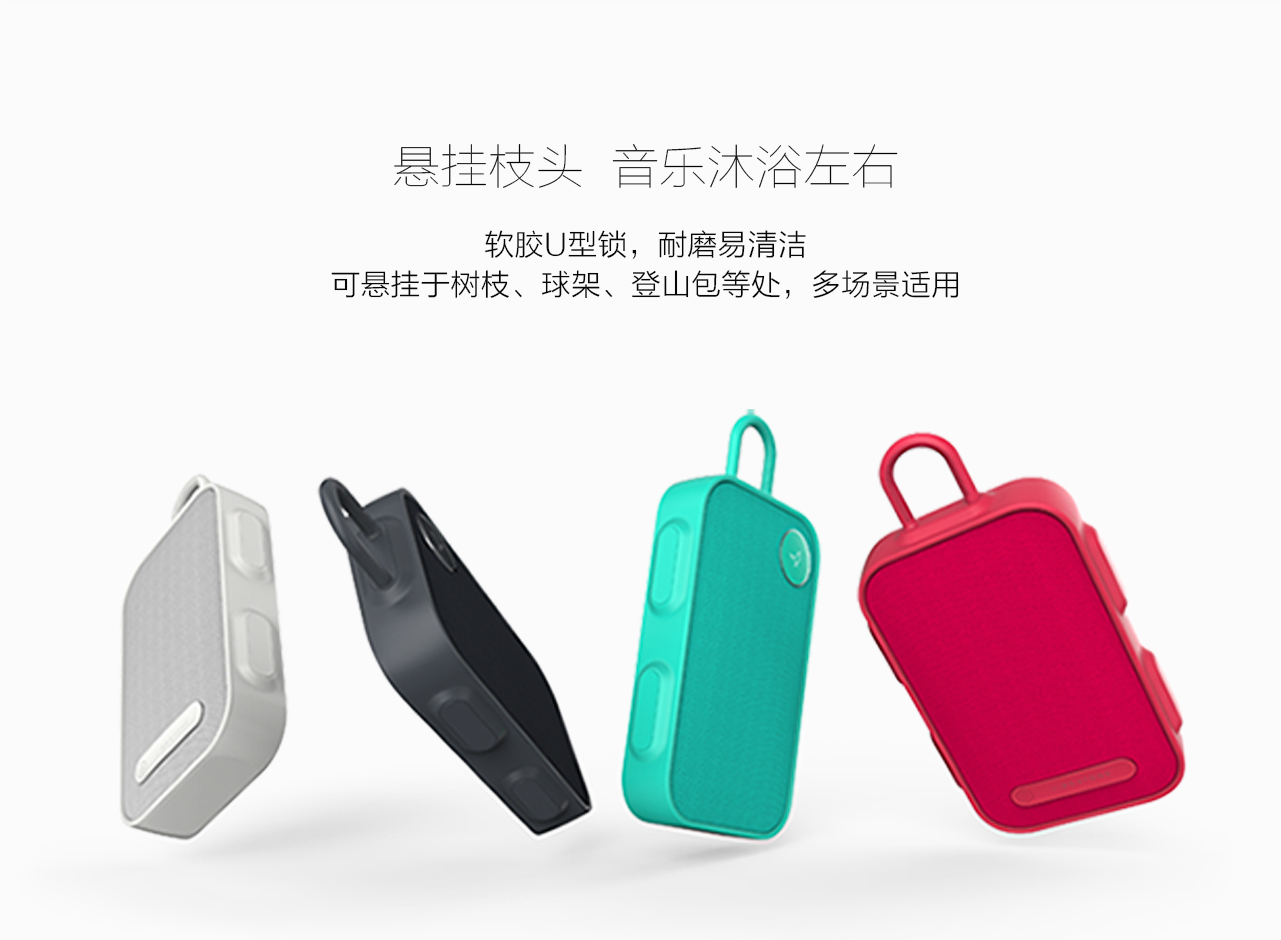 悬挂枝头 音乐沐浴左右
软胶U型锁，耐磨易清洁
可悬挂于树枝、球架、登山包等处，多场景适用